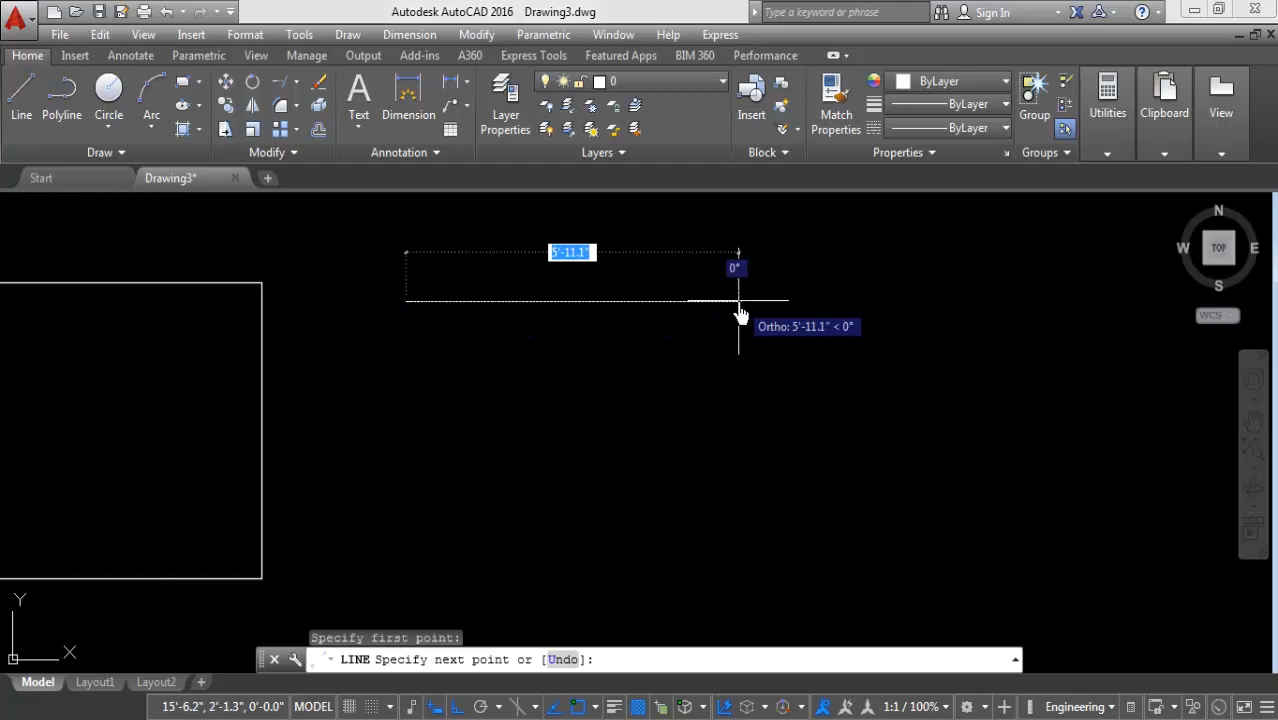 Autodesk AutoCAD 2016 Drawing3.dwg
Type a keyword or phrase
Sign In
File Edit View Insert Format Tools Draw Dimension Modify Parametric Window Help Express
Home Insert Annotate Parametric View Manage Output Add-ins A360 Express Tools Featured Apps BIM 360 Performance
Line Polyline Circle Arc
Text Dimension
Layer Properties
0
Insert
Match Properties
ByLayer
ByLayer
ByLayer
Group
Utilities
Clipboard
View
Draw Modify Annotation Layers Block Properties Groups
Start
Drawing3*
N
W TOP E
S
WCS
5'-11.1"
0°
Ortho: 5'-11.1" < 0°
Y
X
Specify first point:
LINE Specify next point or [Undo]:
Model Layout1 Layout2
15'-6.2", 2'-1.3", 0'-0.0" MODEL
1:1 / 100%
Engineering